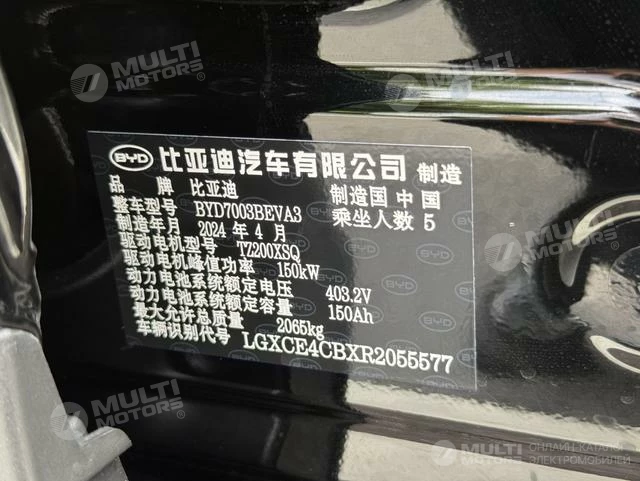 MULTI
MOTORS®
MULTI
MOTORS®
BYD 比亚迪汽车有限公司 制造
品 牌 比亚迪 制造国 中国
整车型号 BYD7003BEVA3 乘坐人数 5
制造年月 2024 年 4 月
驱动电机型号 TZ200XSQ
驱动电机峰值功率 150kW
动力电池系统额定电压 403.2V
动力电池系统额定容量 150Ah
最大允许总质量 2065kg
车辆识别代号 LGXCE4CBXR2055577
MULTI
MOTORS®
MULTI
MOTORS
ОНЛАЙН-КАТАЛОГ
ЭЛЕКТРОМОБИЛЕЙ